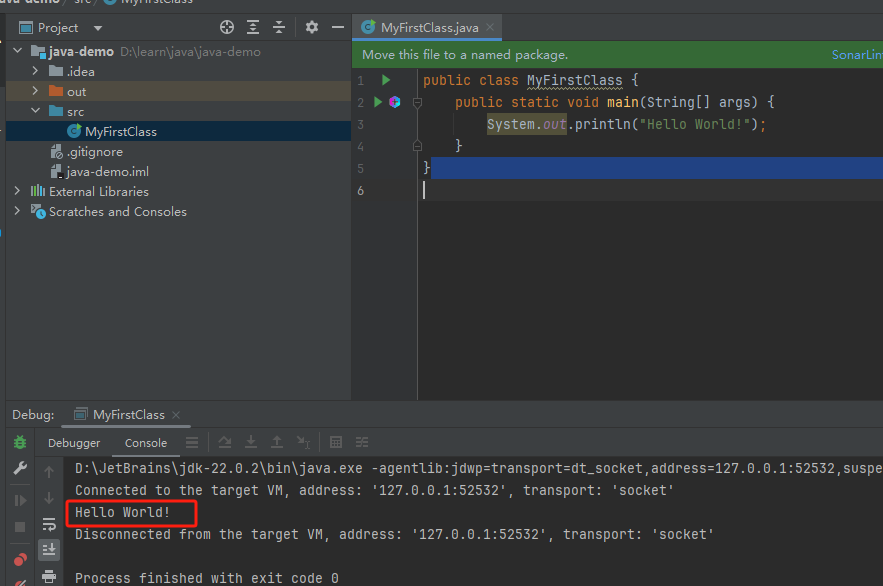 Project
java-demo D:\learn\java\java-demo
.idea
out
src
MyFirstClass
.gitignore
java-demo.iml
External Libraries
Scratches and Consoles
MyFirstClass.java
Move this file to a named package.
SonarLin
1 public class MyFirstClass {
2 public static void main(String[] args) {
3 System.out.println("Hello World!");
4 }
5 }
6
Debug: MyFirstClass
Debugger Console
D:\JetBrains\jdk-22.0.2\bin\java.exe -agentlib:jdwp=transport=dt_socket,address=127.0.0.1:52532,suspe
Connected to the target VM, address: '127.0.0.1:52532', transport: 'socket'
Hello World!
Disconnected from the target VM, address: '127.0.0.1:52532', transport: 'socket'
Process finished with exit code 0